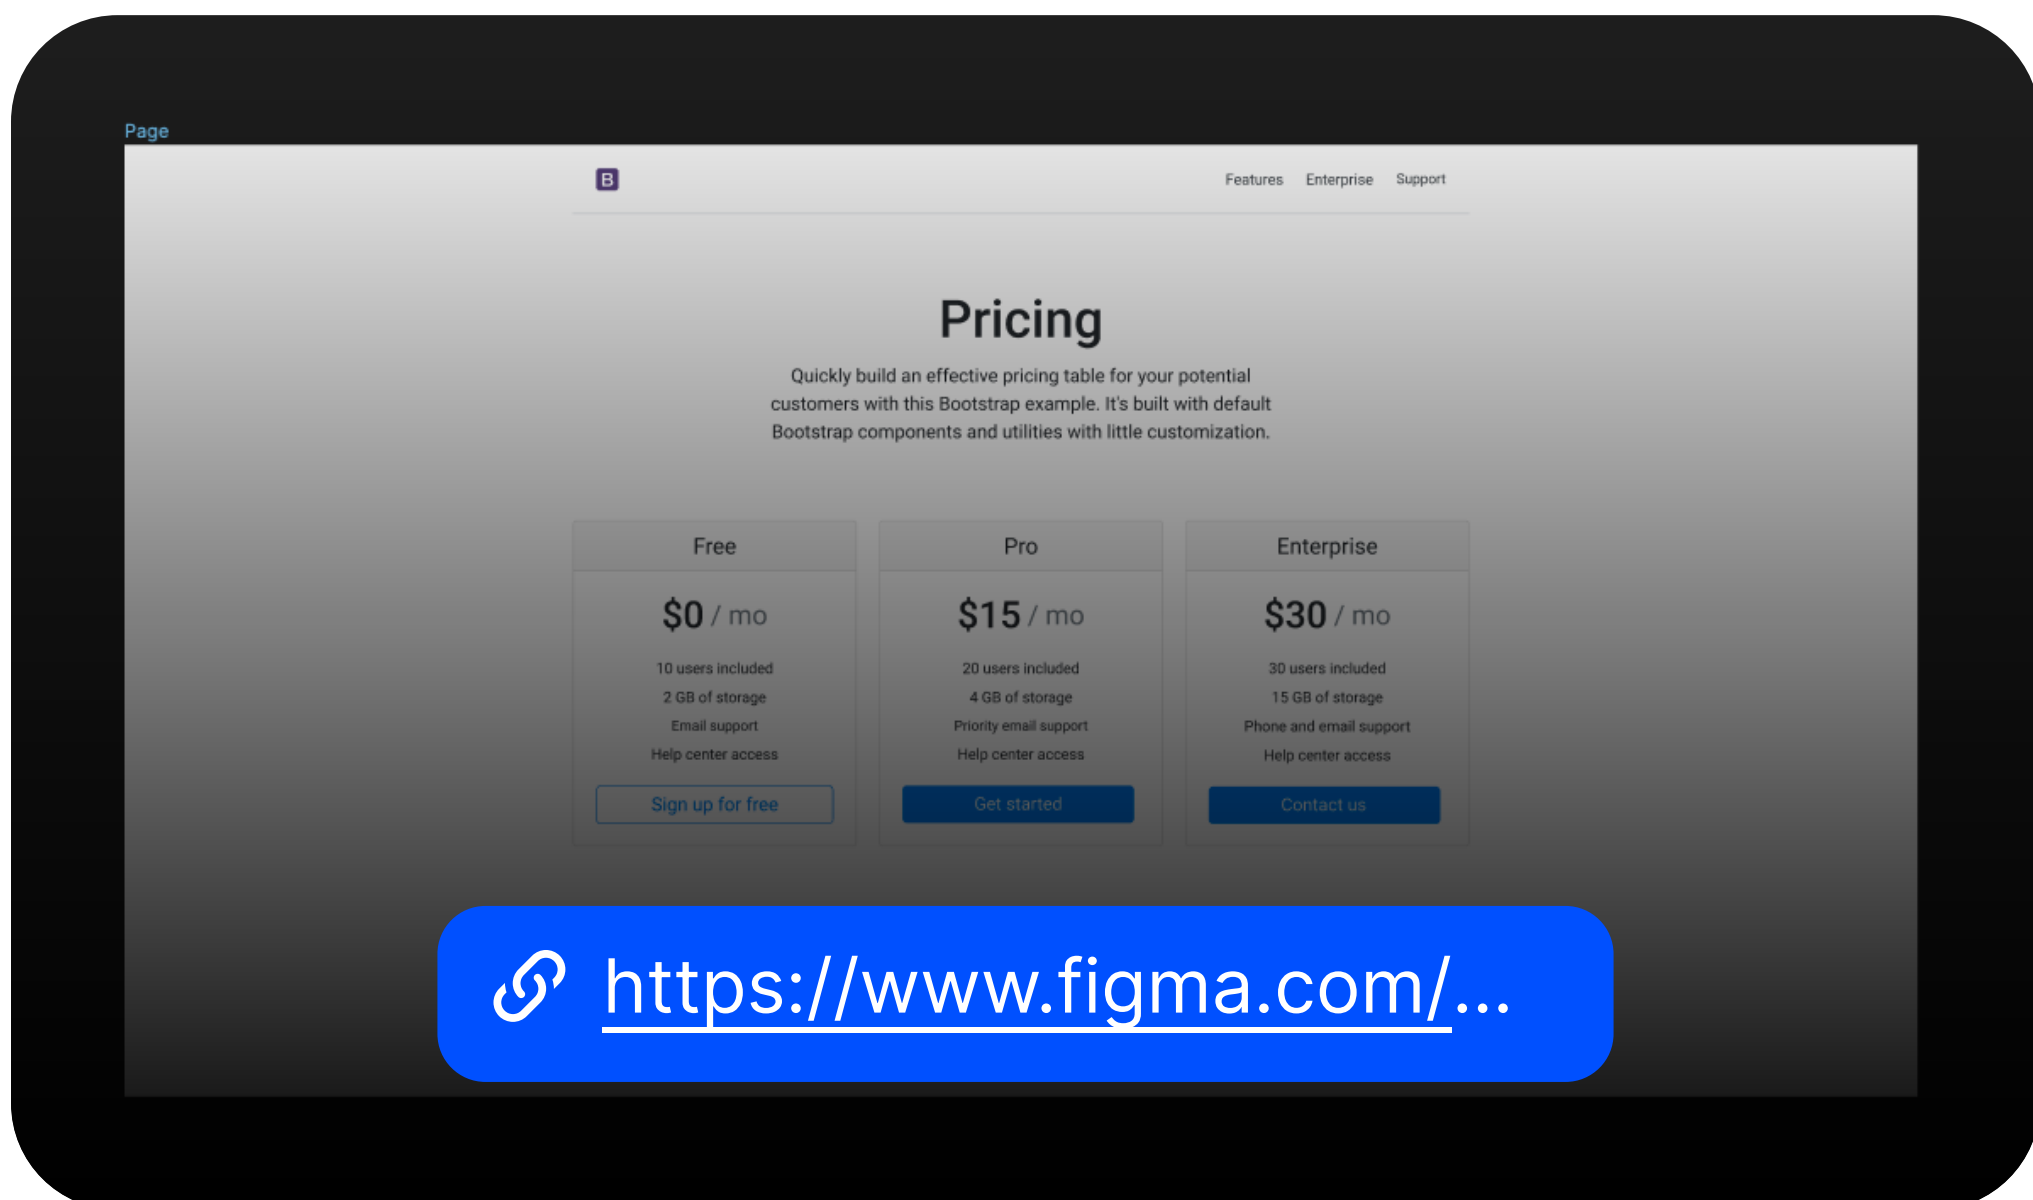 Page
B
Features Enterprise Support
Pricing
Quickly build an effective pricing table for your potential
customers with this Bootstrap example. It's built with default
Bootstrap components and utilities with little customization.
Free
$0 / mo
10 users included
2 GB of storage
Email support
Help center access
Sign up for free
Pro
$15 / mo
20 users included
4 GB of storage
Priority email support
Help center access
Get started
Enterprise
$30 / mo
30 users included
15 GB of storage
Phone and email support
Help center access
Contact us
https://www.figma.com/...